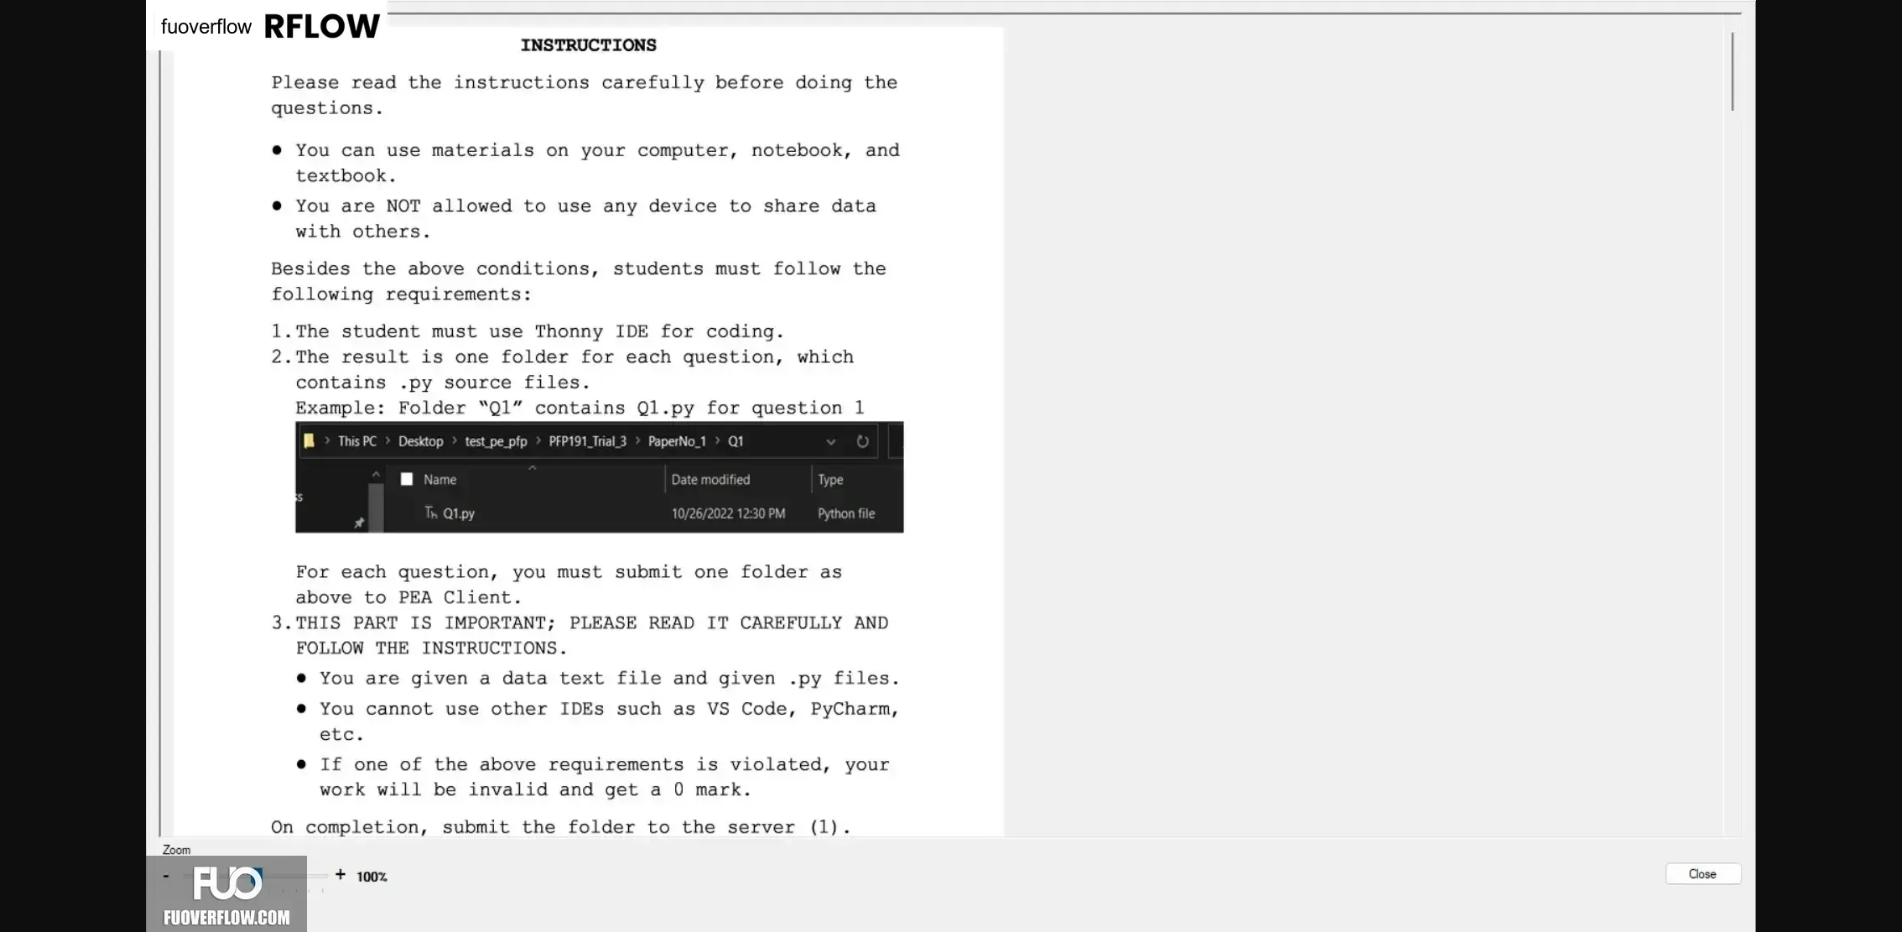 fuoverflow RFLOW
INSTRUCTIONS
Please read the instructions carefully before doing the
questions.
● You can use materials on your computer, notebook, and
textbook.
● You are NOT allowed to use any device to share data
with others.
Besides the above conditions, students must follow the
following requirements:
1.The student must use Thonny IDE for coding.
2.The result is one folder for each question, which
contains .py source files.
Example: Folder “Q1” contains Q1.py for question 1
This PC > Desktop > test_pe_pfp > PFP191_Trial_3 > PaperNo_1 > Q1
Name Date modified Type
Q1.py 10/26/2022 12:30 PM Python file
For each question, you must submit one folder as
above to PEA Client.
3.THIS PART IS IMPORTANT; PLEASE READ IT CAREFULLY AND
FOLLOW THE INSTRUCTIONS.
● You are given a data text file and given .py files.
● You cannot use other IDEs such as VS Code, PyCharm,
etc.
● If one of the above requirements is violated, your
work will be invalid and get a 0 mark.
On completion, submit the folder to the server (1).
Zoom
- + 100%
Close
FUO
FUOVERFLOW.COM